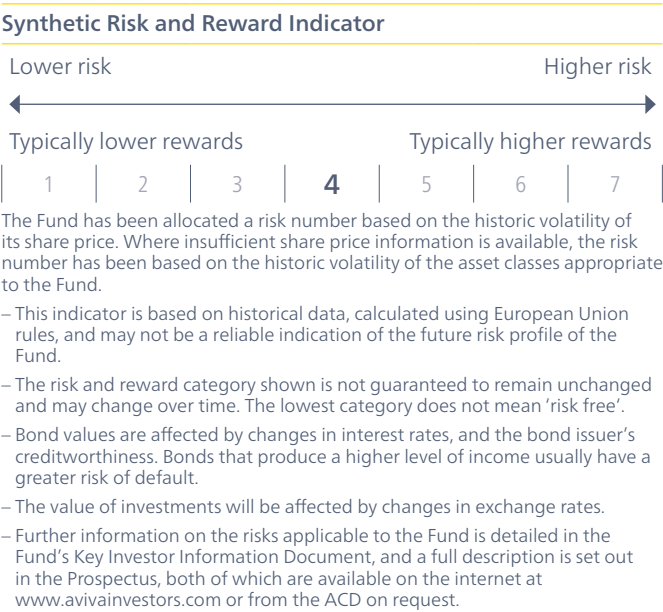 Synthetic Risk and Reward Indicator
Lower risk Higher risk
Typically lower rewards Typically higher rewards
1 2 3 4 5 6 7
The Fund has been allocated a risk number based on the historic volatility of
its share price. Where insufficient share price information is available, the risk
number has been based on the historic volatility of the asset classes appropriate
to the Fund.
– This indicator is based on historical data, calculated using European Union
rules, and may not be a reliable indication of the future risk profile of the
Fund.
– The risk and reward category shown is not guaranteed to remain unchanged
and may change over time. The lowest category does not mean ‘risk free‘.
– Bond values are affected by changes in interest rates, and the bond issuer’s
creditworthiness. Bonds that produce a higher level of income usually have a
greater risk of default.
– The value of investments will be affected by changes in exchange rates.
– Further information on the risks applicable to the Fund is detailed in the
Fund’s Key Investor Information Document, and a full description is set out
in the Prospectus, both of which are available on the internet at
www.avivainvestors.com or from the ACD on request.